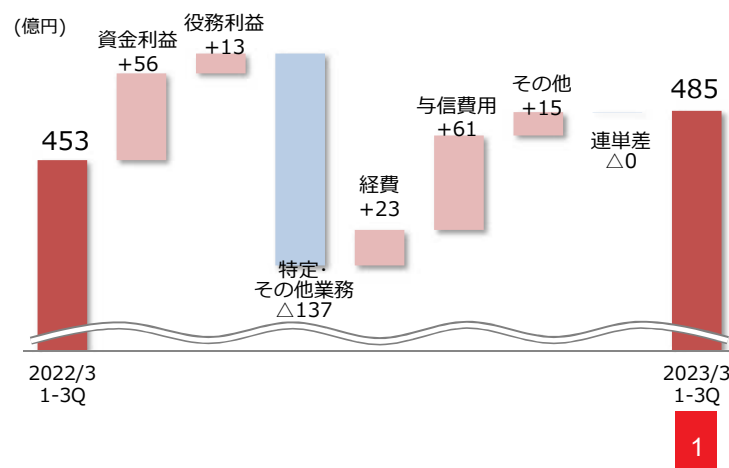 (億円)
453
資金利益
+56
役務利益
+13
特定・
その他業務
△137
経費
+23
与信費用
+61
その他
+15
連単差
△0
485
2022/3
1-3Q
2023/3
1-3Q
1